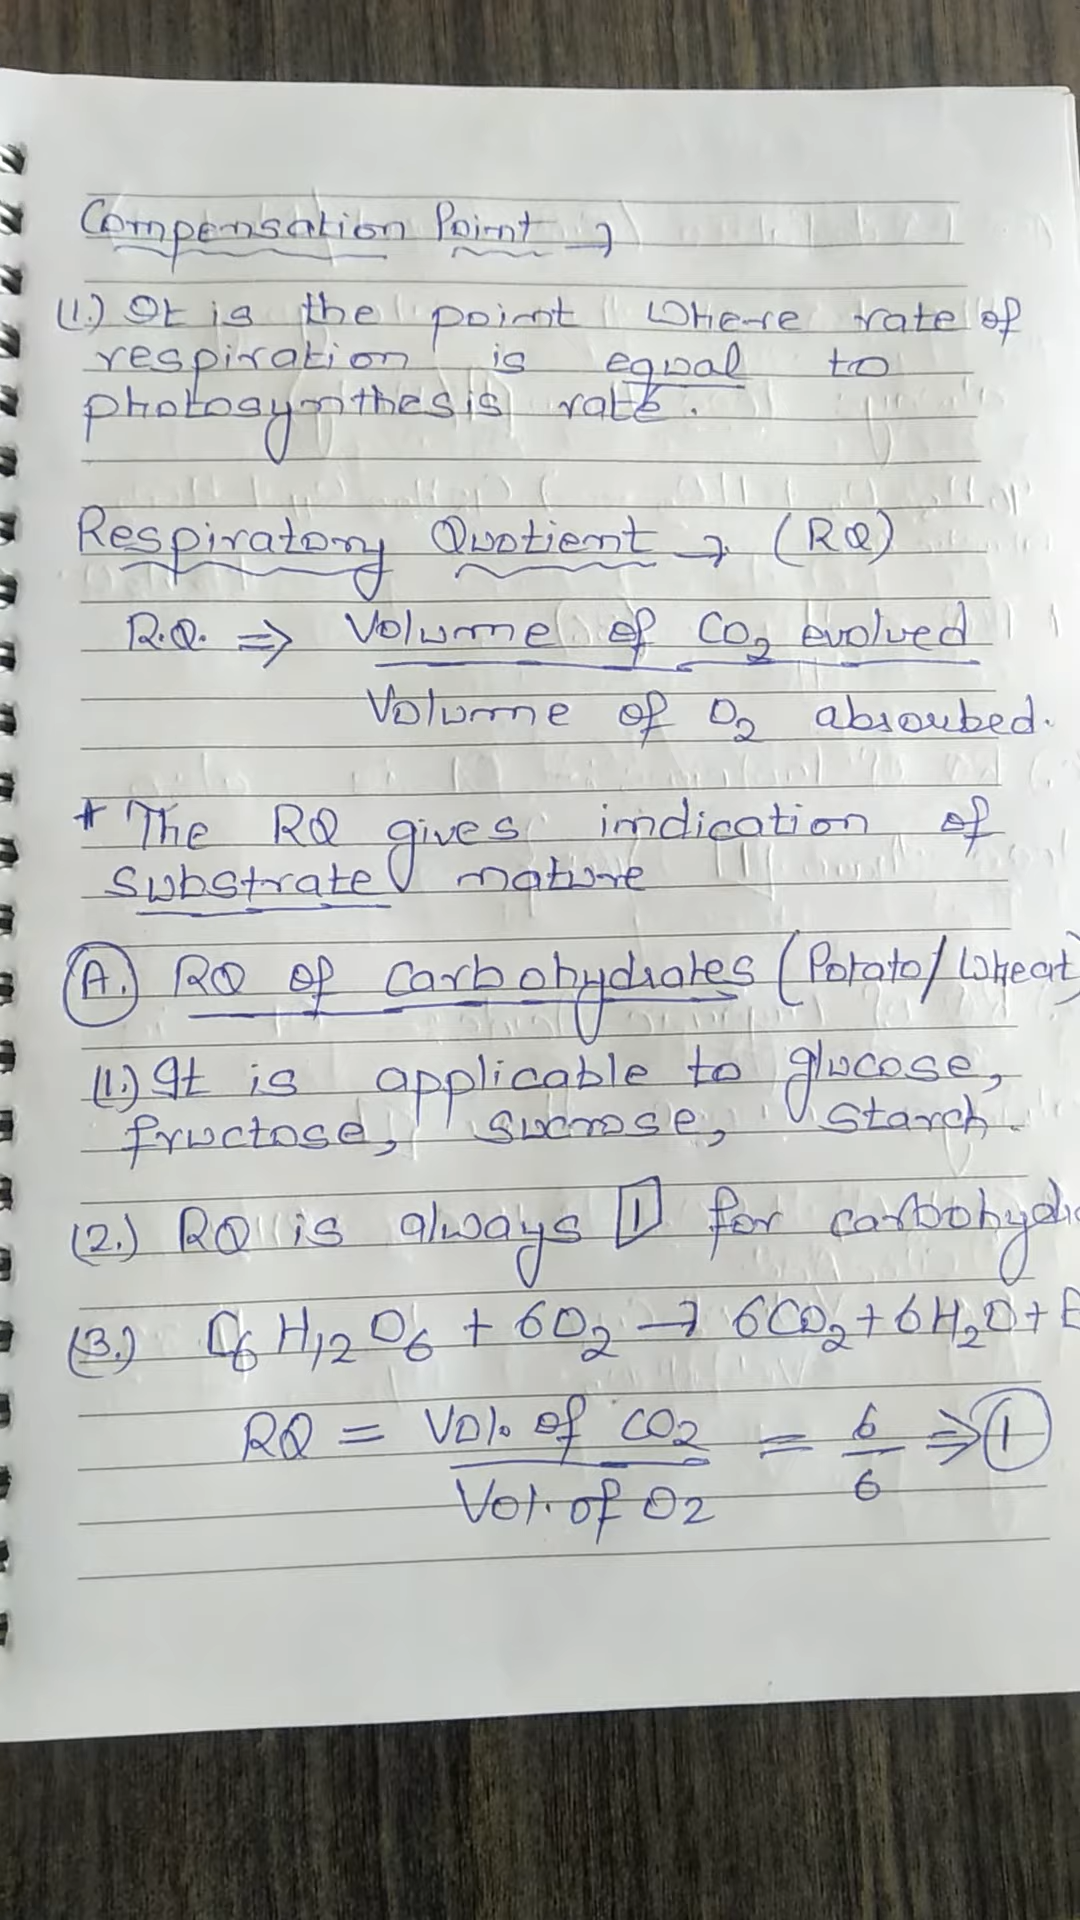 Compensation Point →
(1.) It is the point where rate of
respiration is equal to
photosynthesis rate.
Respiratory Quotient → (RQ)
R.Q. ⇒ Volume of CO₂ evolved
Volume of O₂ absorbed.
* The RQ gives indication of
substrate nature
(A.) RQ of carbohydrates (Potato/Wheat)
(1.) It is applicable to glucose,
fructose, sucrose, starch.
(2.) RQ is always 1 for carbohyd
(3.) C₆H₁₂O₆ + 6O₂ → 6CO₂ + 6H₂O + E
RQ = Vol. of CO₂ = 6 ⇒ 1
Vol. of O₂ 6